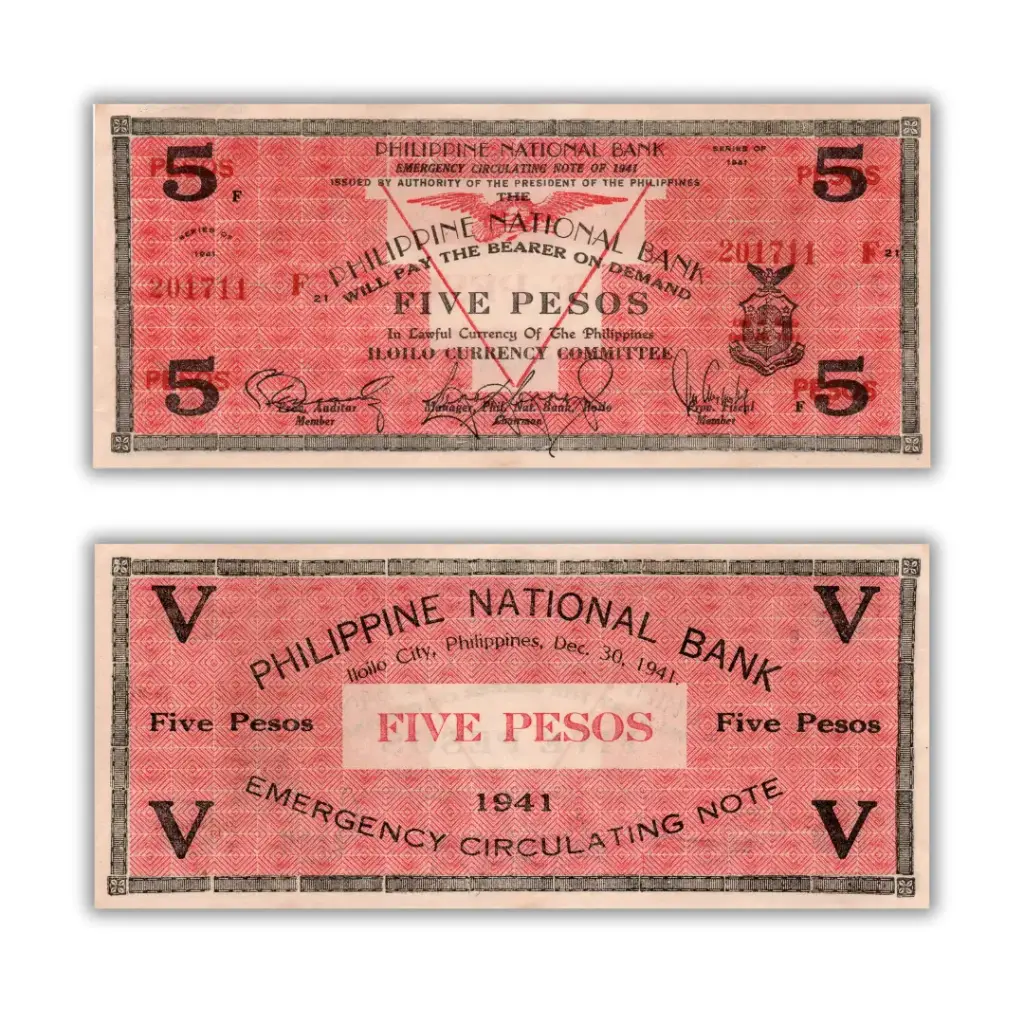 PHILIPPINE NATIONAL BANK
EMERGENCY CIRCULATING NOTE OF 1941
ISSUED BY AUTHORITY OF THE PRESIDENT OF THE PHILIPPINES
SERIES OF
1941
5
PESOS
F
5
PESOS
THE
PHILIPPINE NATIONAL BANK
WILL PAY THE BEARER ON DEMAND
FIVE PESOS
In Lawful Currency Of The Philippines
ILOILO CURRENCY COMMITTEE
SERIES OF
1941
201711 F 21
201711 F 21
5
PESOS
F 5
PESOS
Prov. Auditor
Member
Manager, Phil. Nat. Bank, Iloilo
Chairman
Prov. Fiscal
Member
V
V
PHILIPPINE NATIONAL BANK
Iloilo City, Philippines, Dec. 30, 1941
Five Pesos
FIVE PESOS
Five Pesos
1941
EMERGENCY CIRCULATING NOTE
V
V